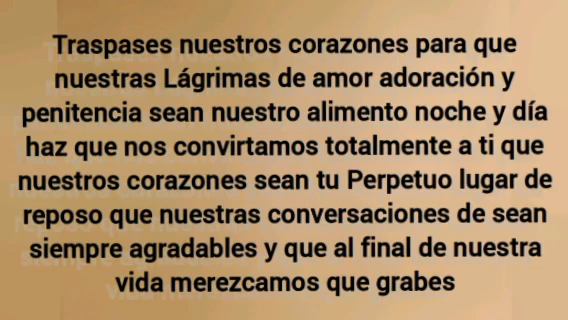 Traspases nuestros corazones para que
nuestras Lágrimas de amor adoración y
penitencia sean nuestro alimento noche y día
haz que nos convirtamos totalmente a ti que
nuestros corazones sean tu Perpetuo lugar de
reposo que nuestras conversaciones de sean
siempre agradables y que al final de nuestra
vida merezcamos que grabes